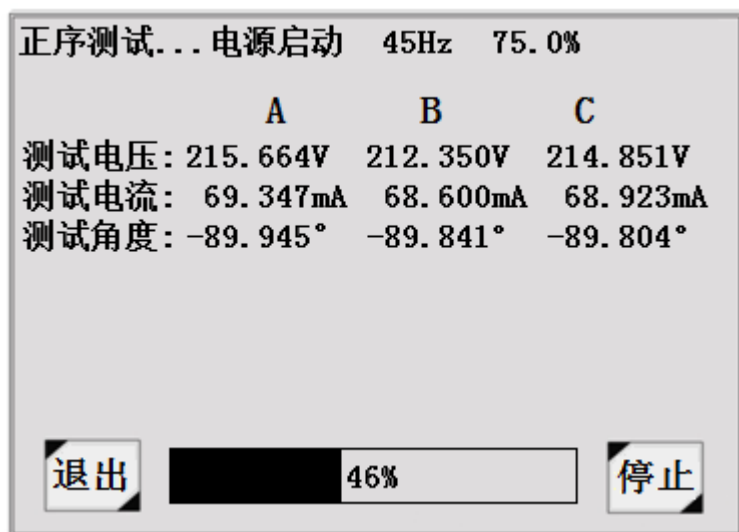 正序测试...电源启动 45Hz 75.0%
A B C
测试电压: 215.664V 212.350V 214.851V
测试电流: 69.347mA 68.600mA 68.923mA
测试角度: -89.945° -89.841° -89.804°
退出 46% 停止